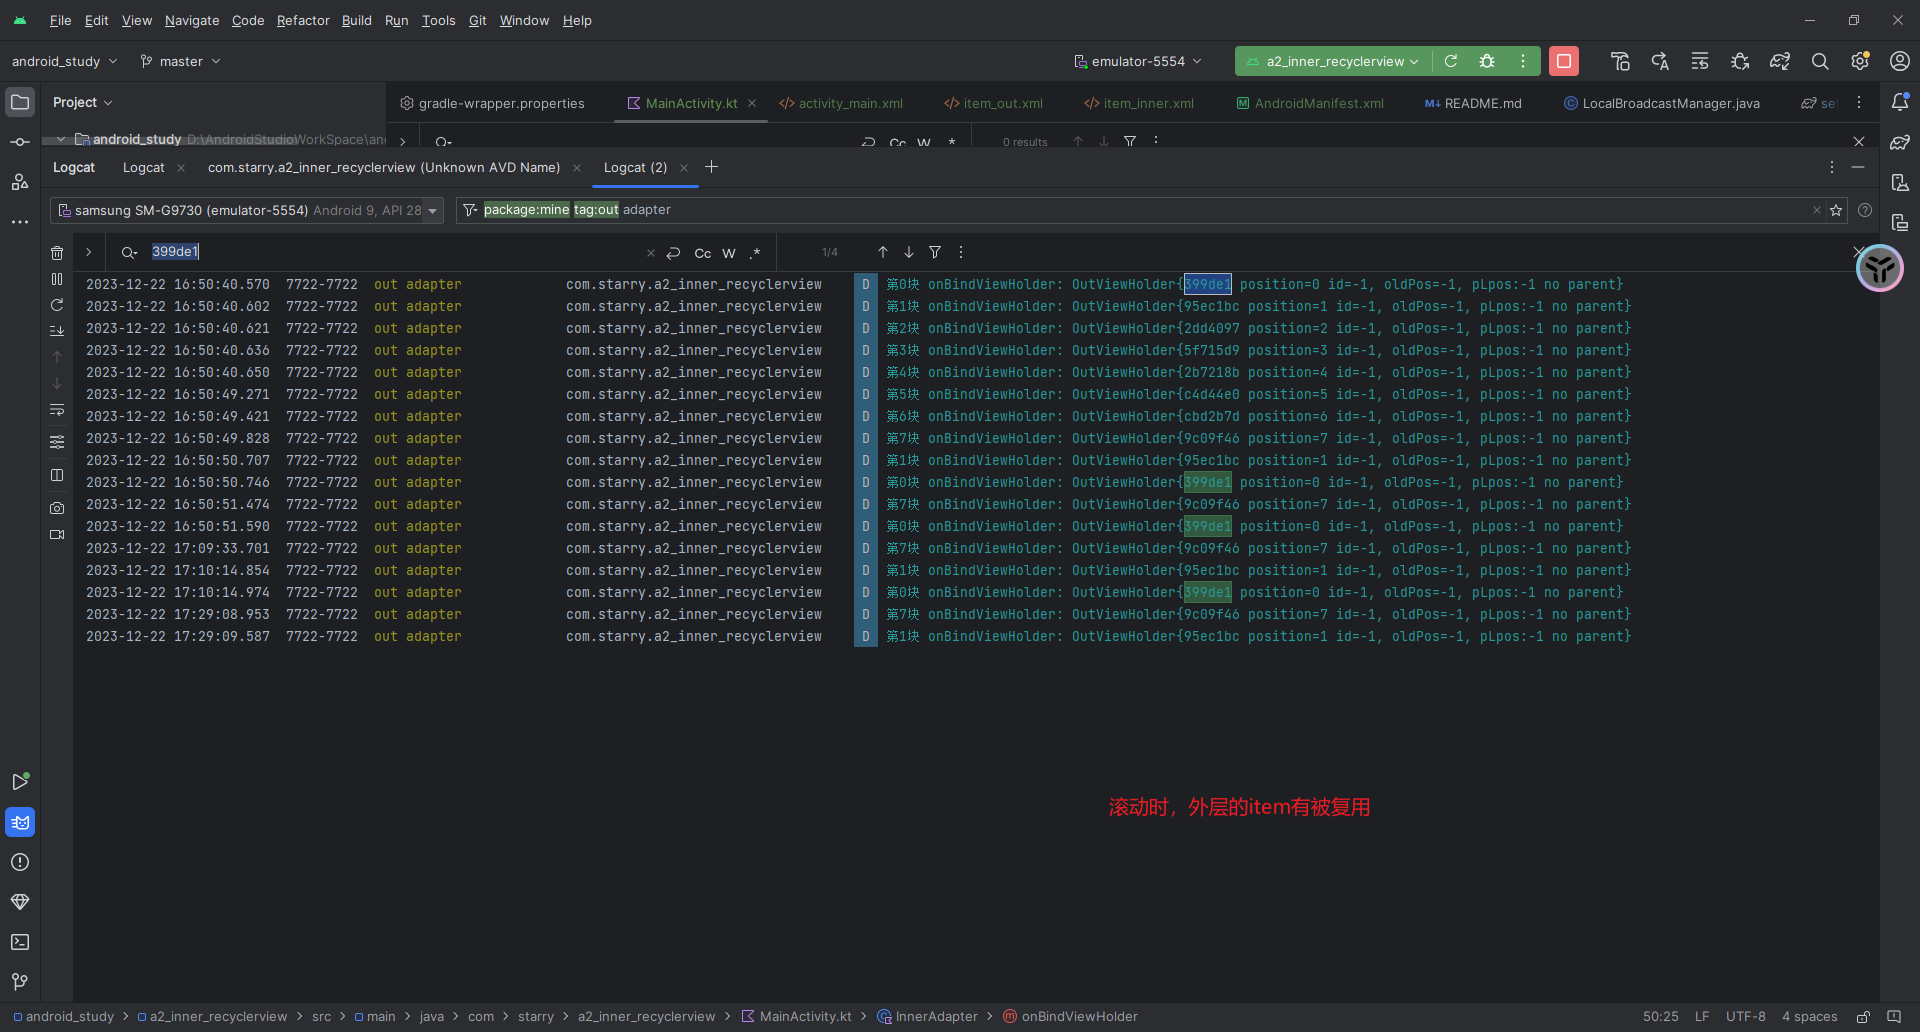 File Edit View Navigate Code Refactor Build Run Tools Git Window Help
android_study master emulator-5554 a2_inner_recyclerview
Project gradle-wrapper.properties MainActivity.kt activity_main.xml item_out.xml item_inner.xml AndroidManifest.xml README.md LocalBroadcastManager.java
android_study D:\AndroidStudio\WorkSpace\an Cc W .* 0 results
Logcat Logcat com.starry.a2_inner_recyclerview (Unknown AVD Name) Logcat (2)
samsung SM-G9730 (emulator-5554) Android 9, API 28 package:mine tag:out adapter
399de1 Cc W .* 1/4
2023-12-22 16:50:40.570 7722-7722 out adapter com.starry.a2_inner_recyclerview D 第0块 onBindViewHolder: OutViewHolder{399de1 position=0 id=-1, oldPos=-1, pLpos:-1 no parent}
2023-12-22 16:50:40.602 7722-7722 out adapter com.starry.a2_inner_recyclerview D 第1块 onBindViewHolder: OutViewHolder{95ec1bc position=1 id=-1, oldPos=-1, pLpos:-1 no parent}
2023-12-22 16:50:40.621 7722-7722 out adapter com.starry.a2_inner_recyclerview D 第2块 onBindViewHolder: OutViewHolder{2dd4097 position=2 id=-1, oldPos=-1, pLpos:-1 no parent}
2023-12-22 16:50:40.636 7722-7722 out adapter com.starry.a2_inner_recyclerview D 第3块 onBindViewHolder: OutViewHolder{5f715d9 position=3 id=-1, oldPos=-1, pLpos:-1 no parent}
2023-12-22 16:50:40.650 7722-7722 out adapter com.starry.a2_inner_recyclerview D 第4块 onBindViewHolder: OutViewHolder{2b7218b position=4 id=-1, oldPos=-1, pLpos:-1 no parent}
2023-12-22 16:50:49.271 7722-7722 out adapter com.starry.a2_inner_recyclerview D 第5块 onBindViewHolder: OutViewHolder{c4d44e0 position=5 id=-1, oldPos=-1, pLpos:-1 no parent}
2023-12-22 16:50:49.421 7722-7722 out adapter com.starry.a2_inner_recyclerview D 第6块 onBindViewHolder: OutViewHolder{cbd2b7d position=6 id=-1, oldPos=-1, pLpos:-1 no parent}
2023-12-22 16:50:49.828 7722-7722 out adapter com.starry.a2_inner_recyclerview D 第7块 onBindViewHolder: OutViewHolder{9c09f46 position=7 id=-1, oldPos=-1, pLpos:-1 no parent}
2023-12-22 16:50:50.707 7722-7722 out adapter com.starry.a2_inner_recyclerview D 第1块 onBindViewHolder: OutViewHolder{95ec1bc position=1 id=-1, oldPos=-1, pLpos:-1 no parent}
2023-12-22 16:50:50.746 7722-7722 out adapter com.starry.a2_inner_recyclerview D 第0块 onBindViewHolder: OutViewHolder{399de1 position=0 id=-1, oldPos=-1, pLpos:-1 no parent}
2023-12-22 16:50:51.474 7722-7722 out adapter com.starry.a2_inner_recyclerview D 第7块 onBindViewHolder: OutViewHolder{9c09f46 position=7 id=-1, oldPos=-1, pLpos:-1 no parent}
2023-12-22 16:50:51.590 7722-7722 out adapter com.starry.a2_inner_recyclerview D 第0块 onBindViewHolder: OutViewHolder{399de1 position=0 id=-1, oldPos=-1, pLpos:-1 no parent}
2023-12-22 17:09:33.701 7722-7722 out adapter com.starry.a2_inner_recyclerview D 第7块 onBindViewHolder: OutViewHolder{9c09f46 position=7 id=-1, oldPos=-1, pLpos:-1 no parent}
2023-12-22 17:10:14.854 7722-7722 out adapter com.starry.a2_inner_recyclerview D 第1块 onBindViewHolder: OutViewHolder{95ec1bc position=1 id=-1, oldPos=-1, pLpos:-1 no parent}
2023-12-22 17:10:14.974 7722-7722 out adapter com.starry.a2_inner_recyclerview D 第0块 onBindViewHolder: OutViewHolder{399de1 position=0 id=-1, oldPos=-1, pLpos:-1 no parent}
2023-12-22 17:29:08.953 7722-7722 out adapter com.starry.a2_inner_recyclerview D 第7块 onBindViewHolder: OutViewHolder{9c09f46 position=7 id=-1, oldPos=-1, pLpos:-1 no parent}
2023-12-22 17:29:09.587 7722-7722 out adapter com.starry.a2_inner_recyclerview D 第1块 onBindViewHolder: OutViewHolder{95ec1bc position=1 id=-1, oldPos=-1, pLpos:-1 no parent}
滚动时，外层的item有被复用
android_study > a2_inner_recyclerview > src > main > java > com > starry > a2_inner_recyclerview > MainActivity.kt > InnerAdapter > onBindViewHolder 50:25 LF UTF-8 4 spaces